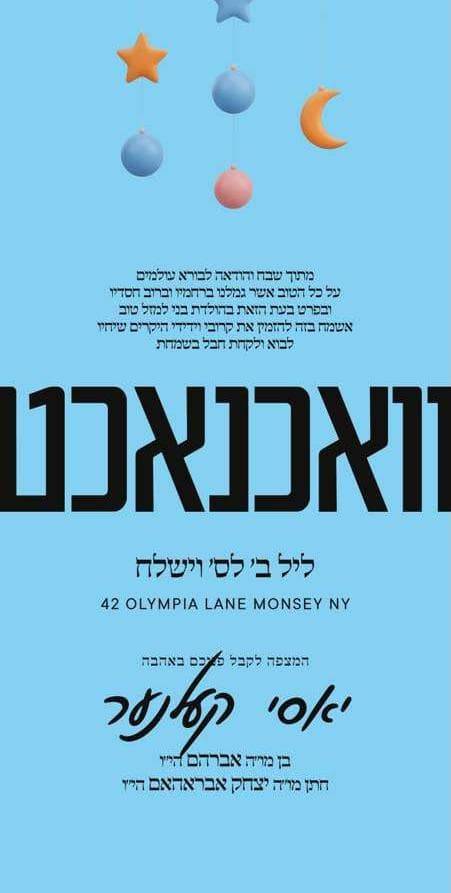 מתוך שבח והודאה לבורא עולמים
על כל הטוב אשר גמלנו ברחמיו וברוב חסדיו
ובפרט בעת הזאת בהולדת בני למזל טוב
אשמח בזה להזמין את קרובי וידידי היקרים שיחיו
לבוא ולקחת חבל בשמחת
וואכנאכט
ליל ב׳ לס׳ וישלח
42 OLYMPIA LANE MONSEY NY
המצפה לקבל פניכם באהבה
יאסי קעלנער
בן מו״ה אברהם הי״ו
חתן מו״ה יצחק אבראהאם הי״ו